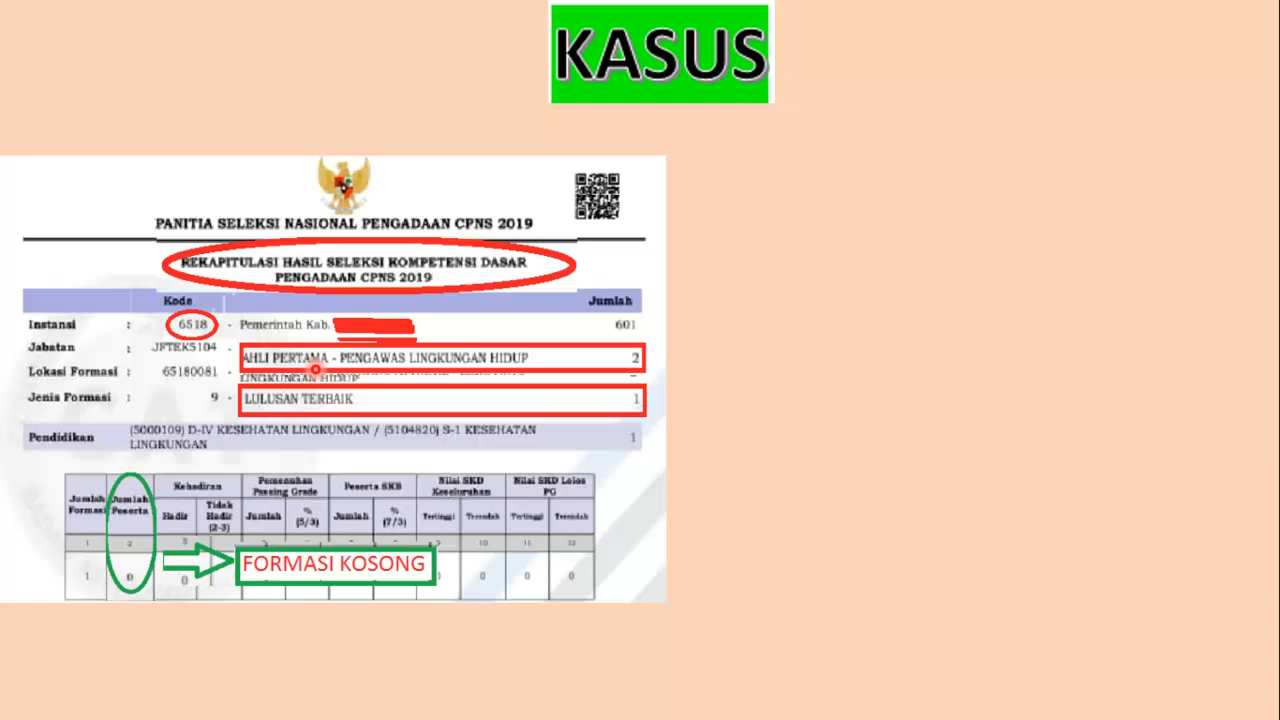 KASUS
PANITIA SELEKSI NASIONAL PENGADAAN CPNS 2019
REKAPITULASI HASIL SELEKSI KOMPETENSI DASAR
PENGADAAN CPNS 2019
Kode Jumlah
Instansi : 6518 - Pemerintah Kab. 601
Jabatan : JFTEK5104 - AHLI PERTAMA - PENGAWAS LINGKUNGAN HIDUP 2
Lokasi Formasi : 65180081 - LINGKUNGAN HIDUP
Jenis Formasi : 9 - LULUSAN TERBAIK 1
Pendidikan (5000109) D-IV KESEHATAN LINGKUNGAN / (5104820) S-1 KESEHATAN LINGKUNGAN 1
Jumlah Formasi Jumlah Peserta Kehadiran Pemenuhan Passing Grade Peserta SKB Nilai SKD Keseluruhan Nilai SKD Lolos PG
Hadir Tidak Hadir (2-3) Jumlah % (5/3) Jumlah % (7/3) Tertinggi Terendah Tertinggi Terendah
1 2 3 9 10 11 12
1 0 0 0 0 0 0
FORMASI KOSONG